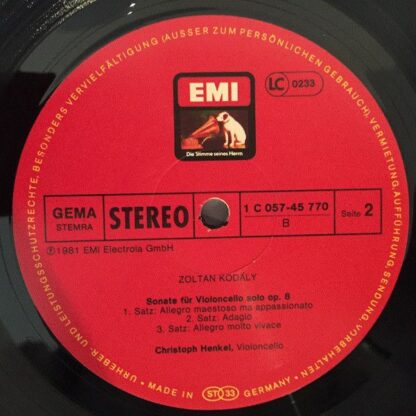 URHEBER- UND LEISTUNGSSCHUTZRECHTE, BESONDERS VERVIELFÄLTIGUNG (AUSSER ZUM PERSÖNLICHEN GEBRAUCH), VERMIETUNG, AUFFÜHRUNG, SENDUNG, VORBEHALTEN •
EMI
Die Stimme seines Herrn
LC 0233
GEMA
STEMRA
STEREO
1 C 057-45 770
B
Seite 2
℗ 1981 EMI Electrola GmbH
ZOLTAN KODÁLY
Sonate für Violoncello solo op. 8
1. Satz: Allegro maestoso ma appassionato
2. Satz: Adagio
3. Satz: Allegro molto vivace
Christoph Henkel, Violoncello
• MADE IN GERMANY •
STO 33